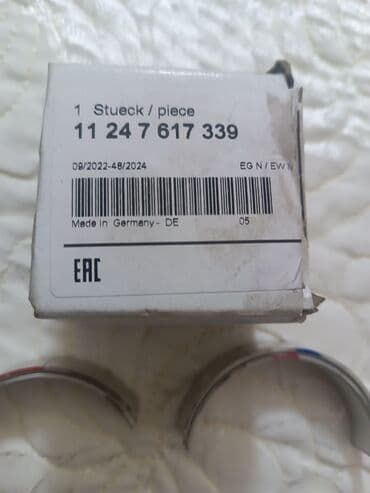 1 Stueck / piece
11 24 7 617 339
09/2022-48/2024 EG N / EW N
Made in Germany - DE 05
EAC